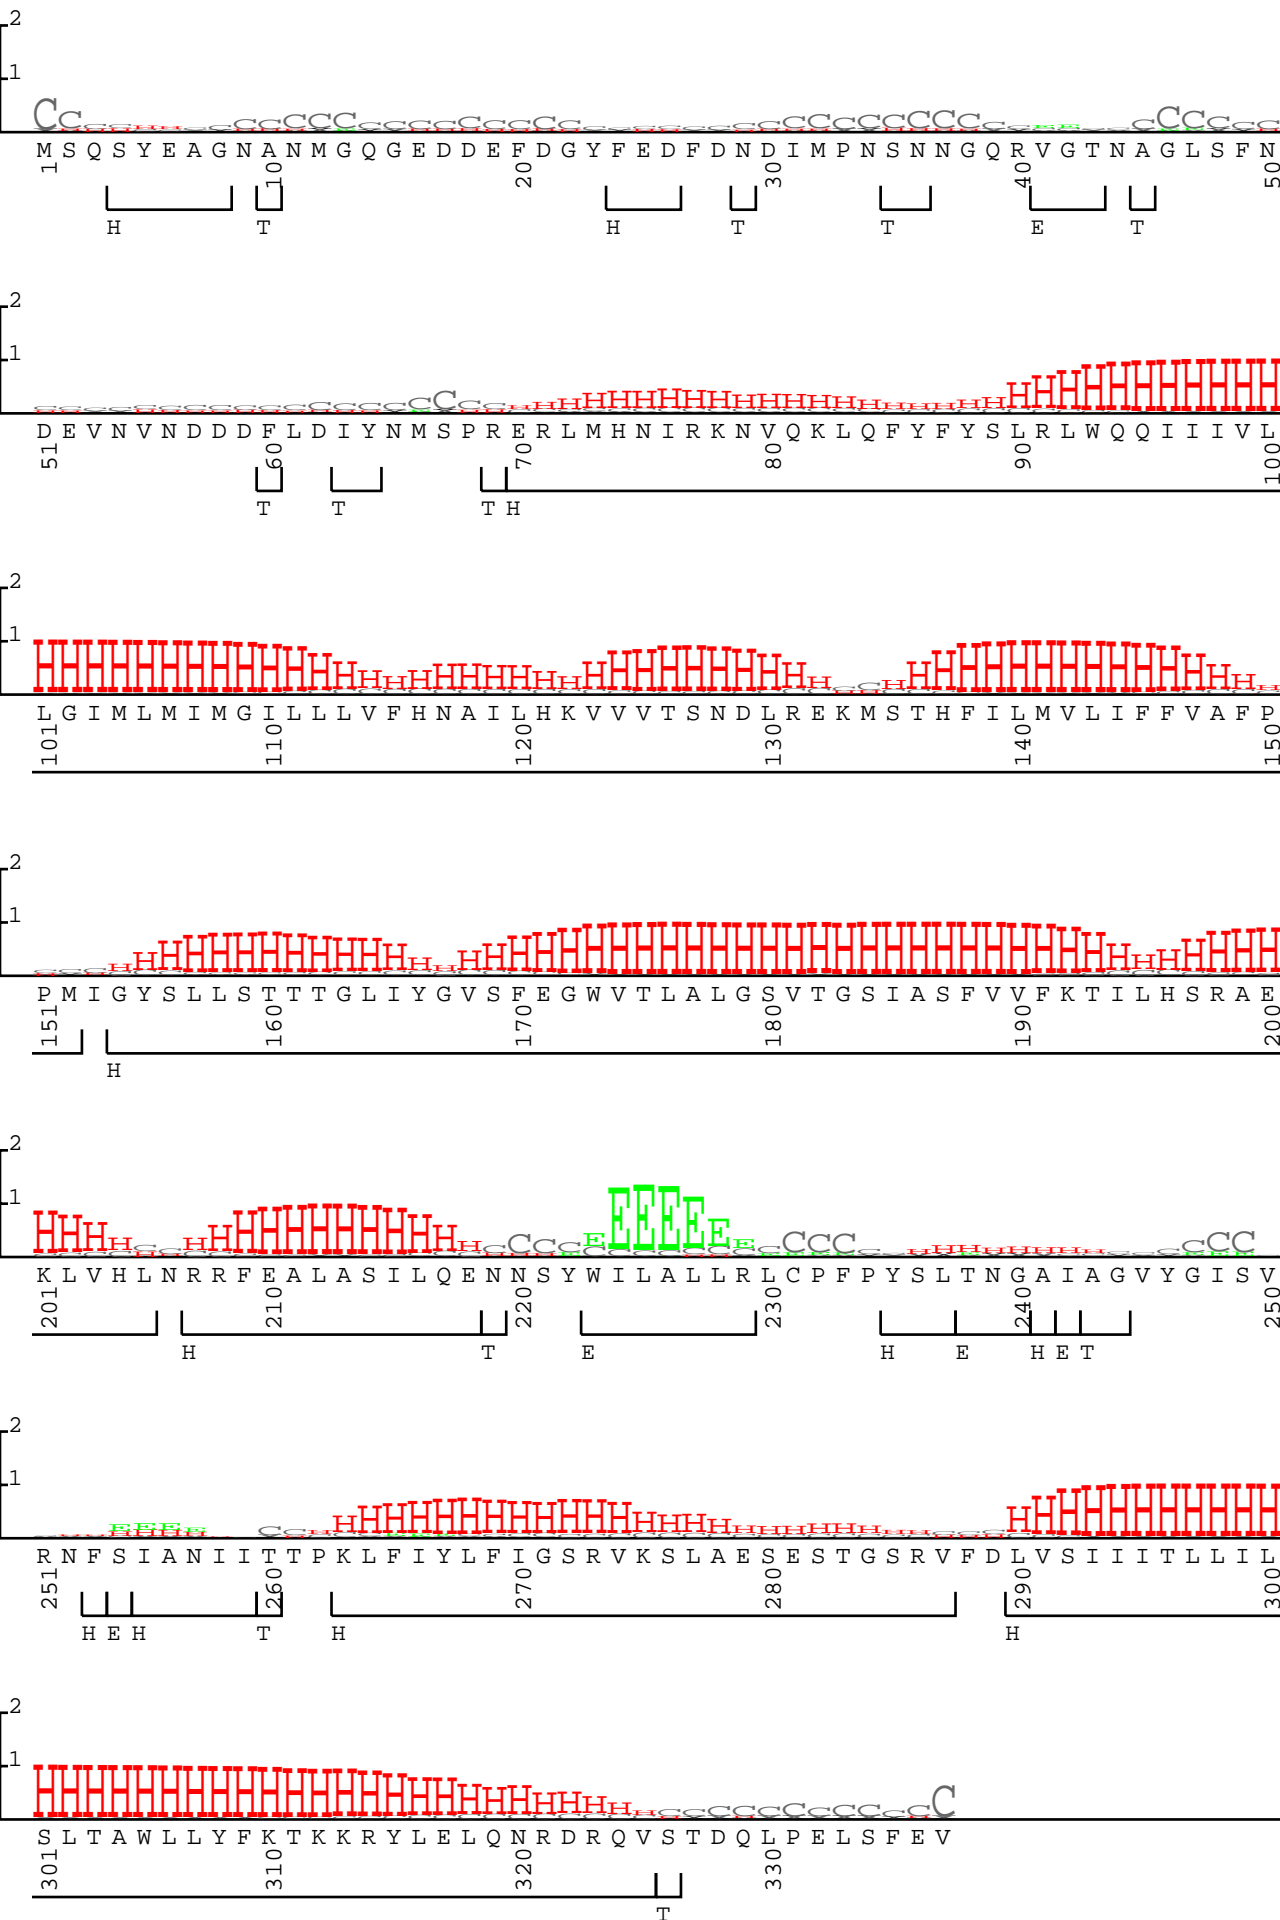 2
1
M S Q S Y E A G N A N M G Q G E D D E F D G Y F E D F D N D I M P N S N N G Q R V G T N A G L S F N
1 10 20 30 40 50
H T H T T E T
2
1
D E V N V N D D D F L D I Y N M S P R E R L M H N I R K N V Q K L Q F Y F Y S L R L W Q Q I I I V L
51 60 70 80 90 100
T T T H
2
1
L G I M L M I M G I L L L V F H N A I L H K V V V T S N D L R E K M S T H F I L M V L I F F V A F P
101 110 120 130 140 150
2
1
P M I G Y S L L S T T T G L I Y G V S F E G W V T L A L G S V T G S I A S F V V F K T I L H S R A E
151 160 170 180 190 200
H
2
1
K L V H L N R R F E A L A S I L Q E N N S Y W I L A L L R L C P F P Y S L T N G A I A G V Y G I S V
201 210 220 230 240 250
H T E H E H E T
2
1
R N F S I A N I I T T P K L F I Y L F I G S R V K S L A E S E S T G S R V F D L V S I I I T L L I L
251 260 270 280 290 300
H E H T H H
2
1
S L T A W L L Y F K T K K R Y L E L Q N R D R Q V S T D Q L P E L S F E V
301 310 320 330
T